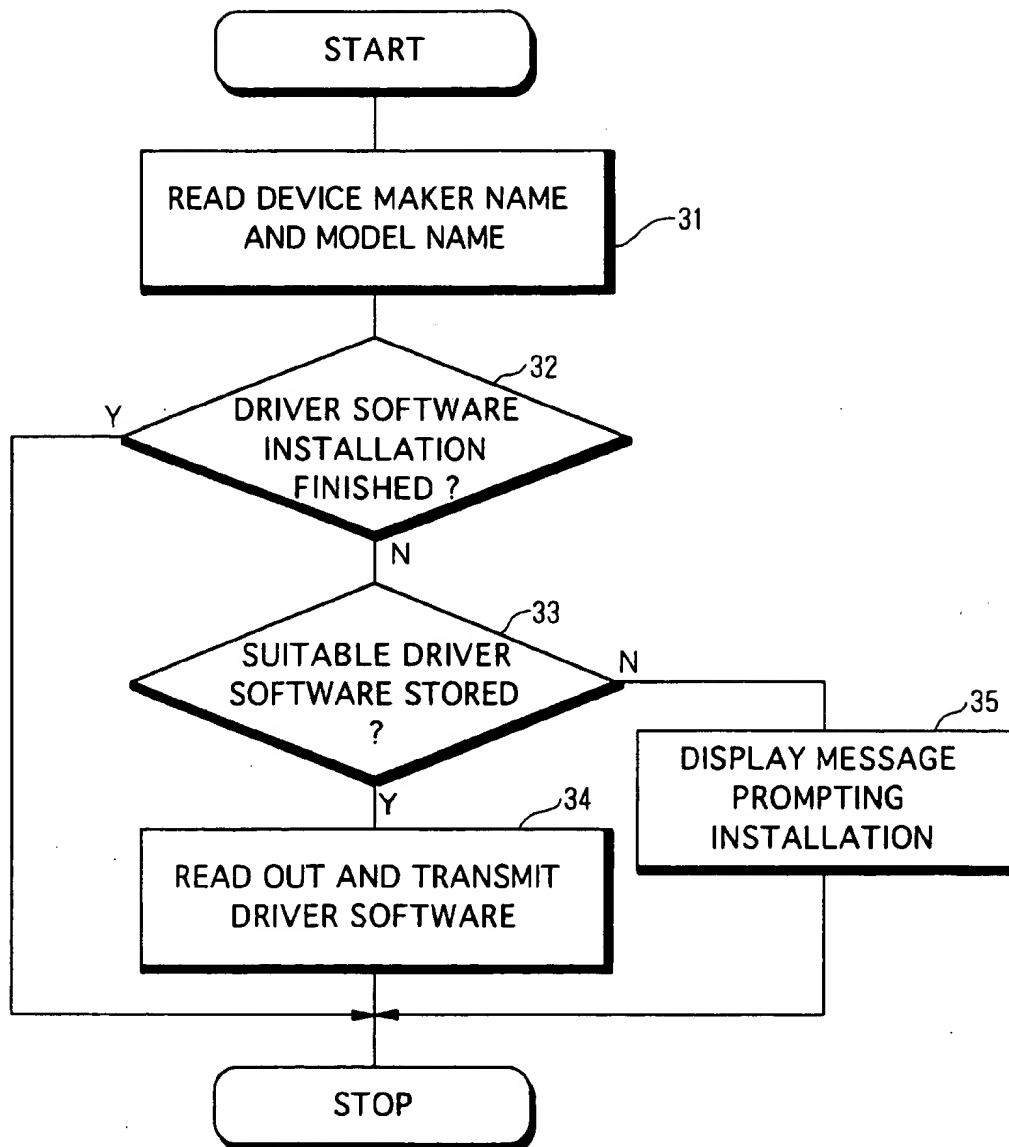 START
READ DEVICE MAKER NAME
AND MODEL NAME
31
32
Y
DRIVER SOFTWARE
INSTALLATION
FINISHED ?
N
33
SUITABLE DRIVER
SOFTWARE STORED
?
N
35
DISPLAY MESSAGE
PROMPTING
INSTALLATION
Y
34
READ OUT AND TRANSMIT
DRIVER SOFTWARE
STOP